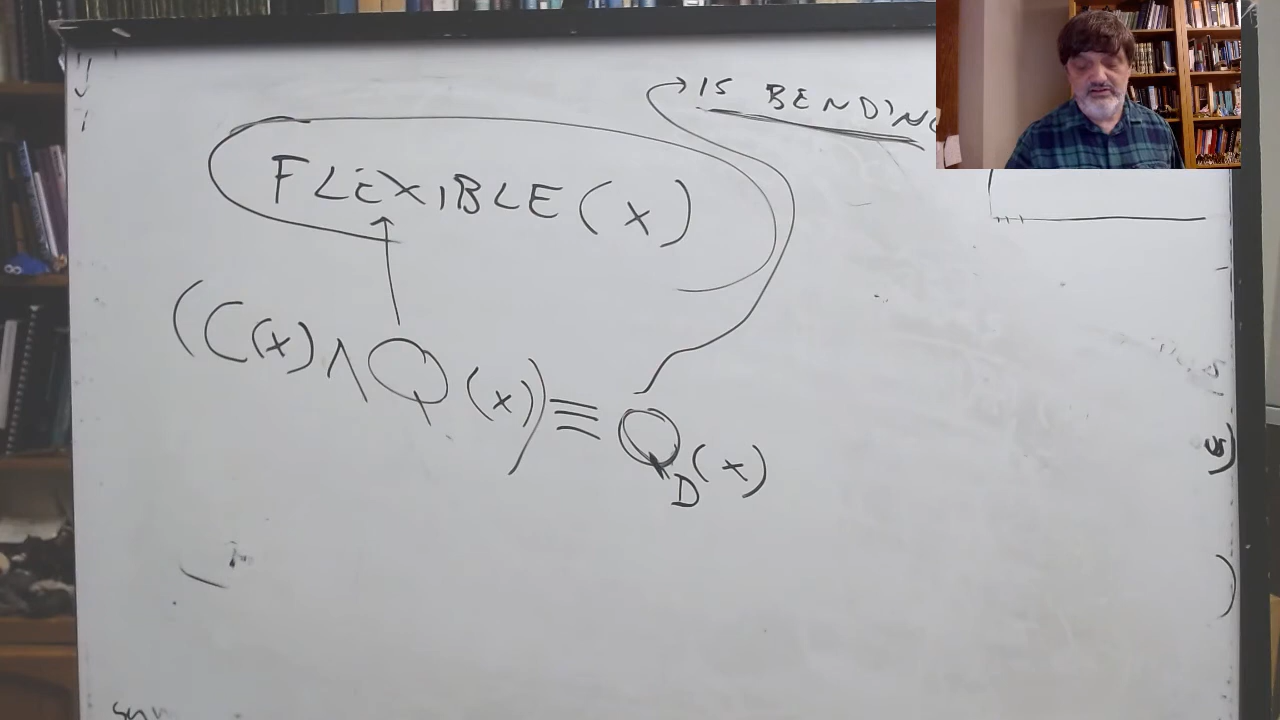 IS BENDING
FLEXIBLE(x)
(C(x)∧Q(x))≡Q_D(x)